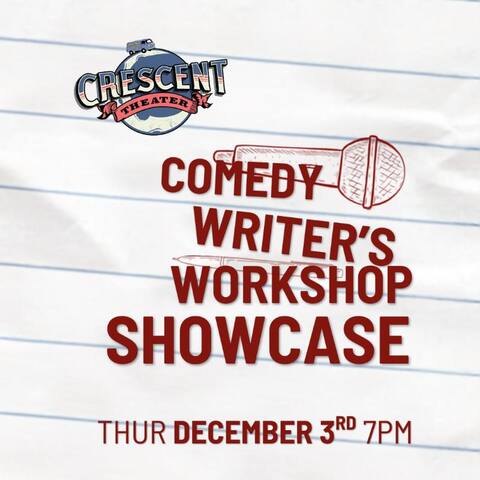 CRESCENT
THEATER
COMEDY
WRITER'S
WORKSHOP
SHOWCASE
THUR DECEMBER 3RD 7PM